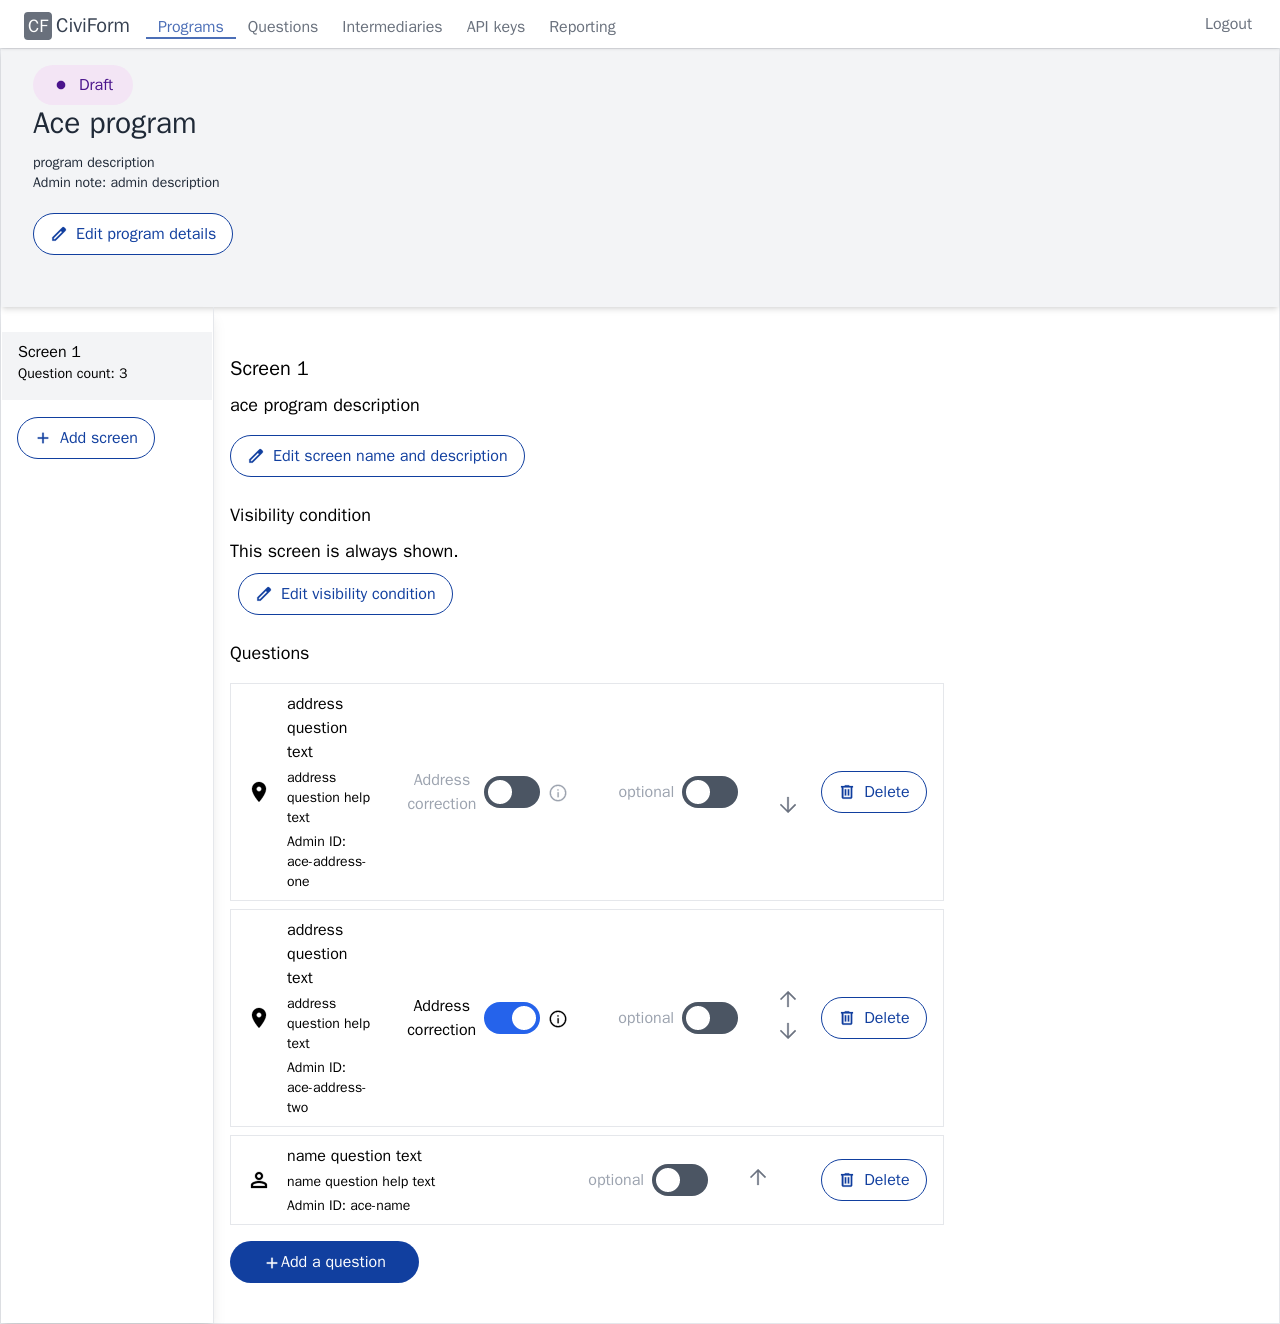 CF CiviForm Programs Questions Intermediaries API keys Reporting Logout
Draft
Ace program
program description
Admin note: admin description
Edit program details
Screen 1
Question count: 3
Add screen
Screen 1
ace program description
Edit screen name and description
Visibility condition
This screen is always shown.
Edit visibility condition
Questions
address
question
text
address
question help
text
Admin ID:
ace-address-
one
Address
correction
optional
Delete
address
question
text
address
question help
text
Admin ID:
ace-address-
two
Address
correction
optional
Delete
name question text
name question help text
Admin ID: ace-name
optional
Delete
+Add a question